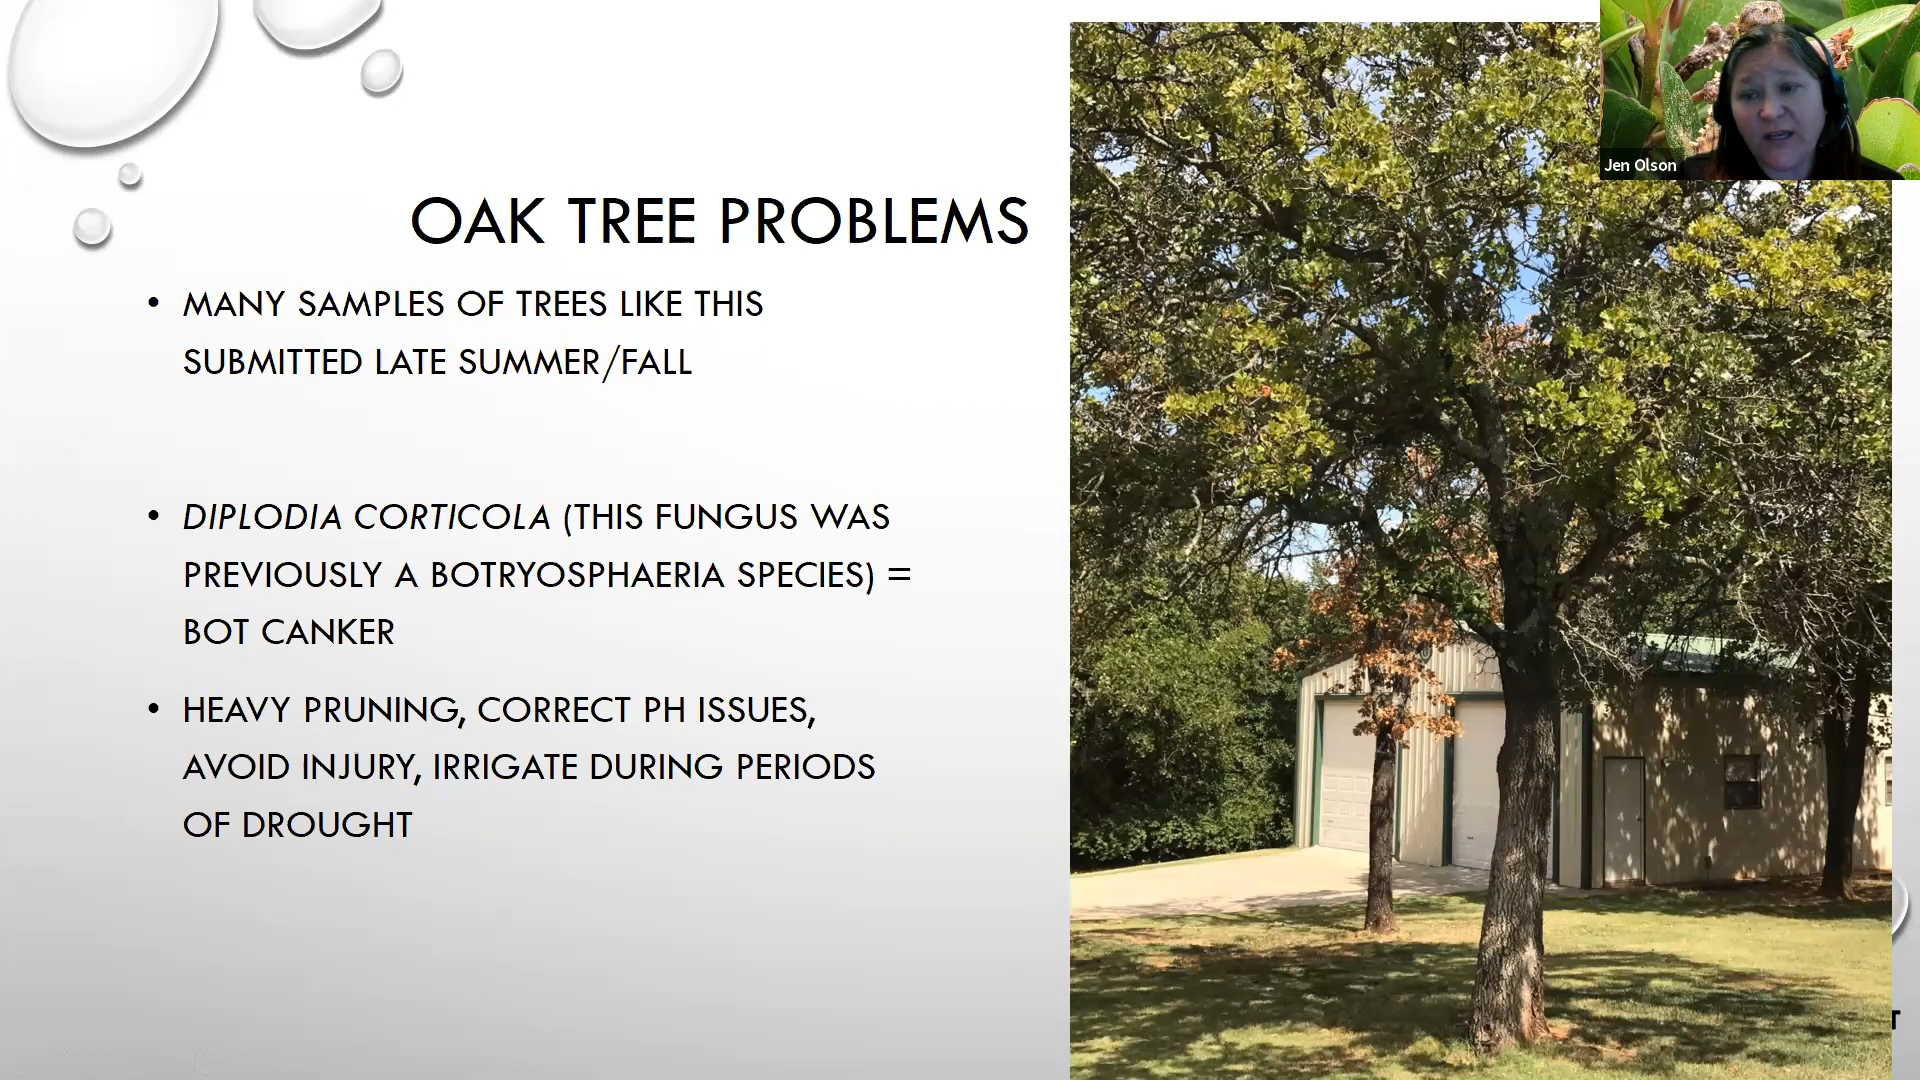 Jen Olson
OAK TREE PROBLEMS
• MANY SAMPLES OF TREES LIKE THIS
SUBMITTED LATE SUMMER/FALL
• DIPLODIA CORTICOLA (THIS FUNGUS WAS
PREVIOUSLY A BOTRYOSPHAERIA SPECIES) =
BOT CANKER
• HEAVY PRUNING, CORRECT PH ISSUES,
AVOID INJURY, IRRIGATE DURING PERIODS
OF DROUGHT